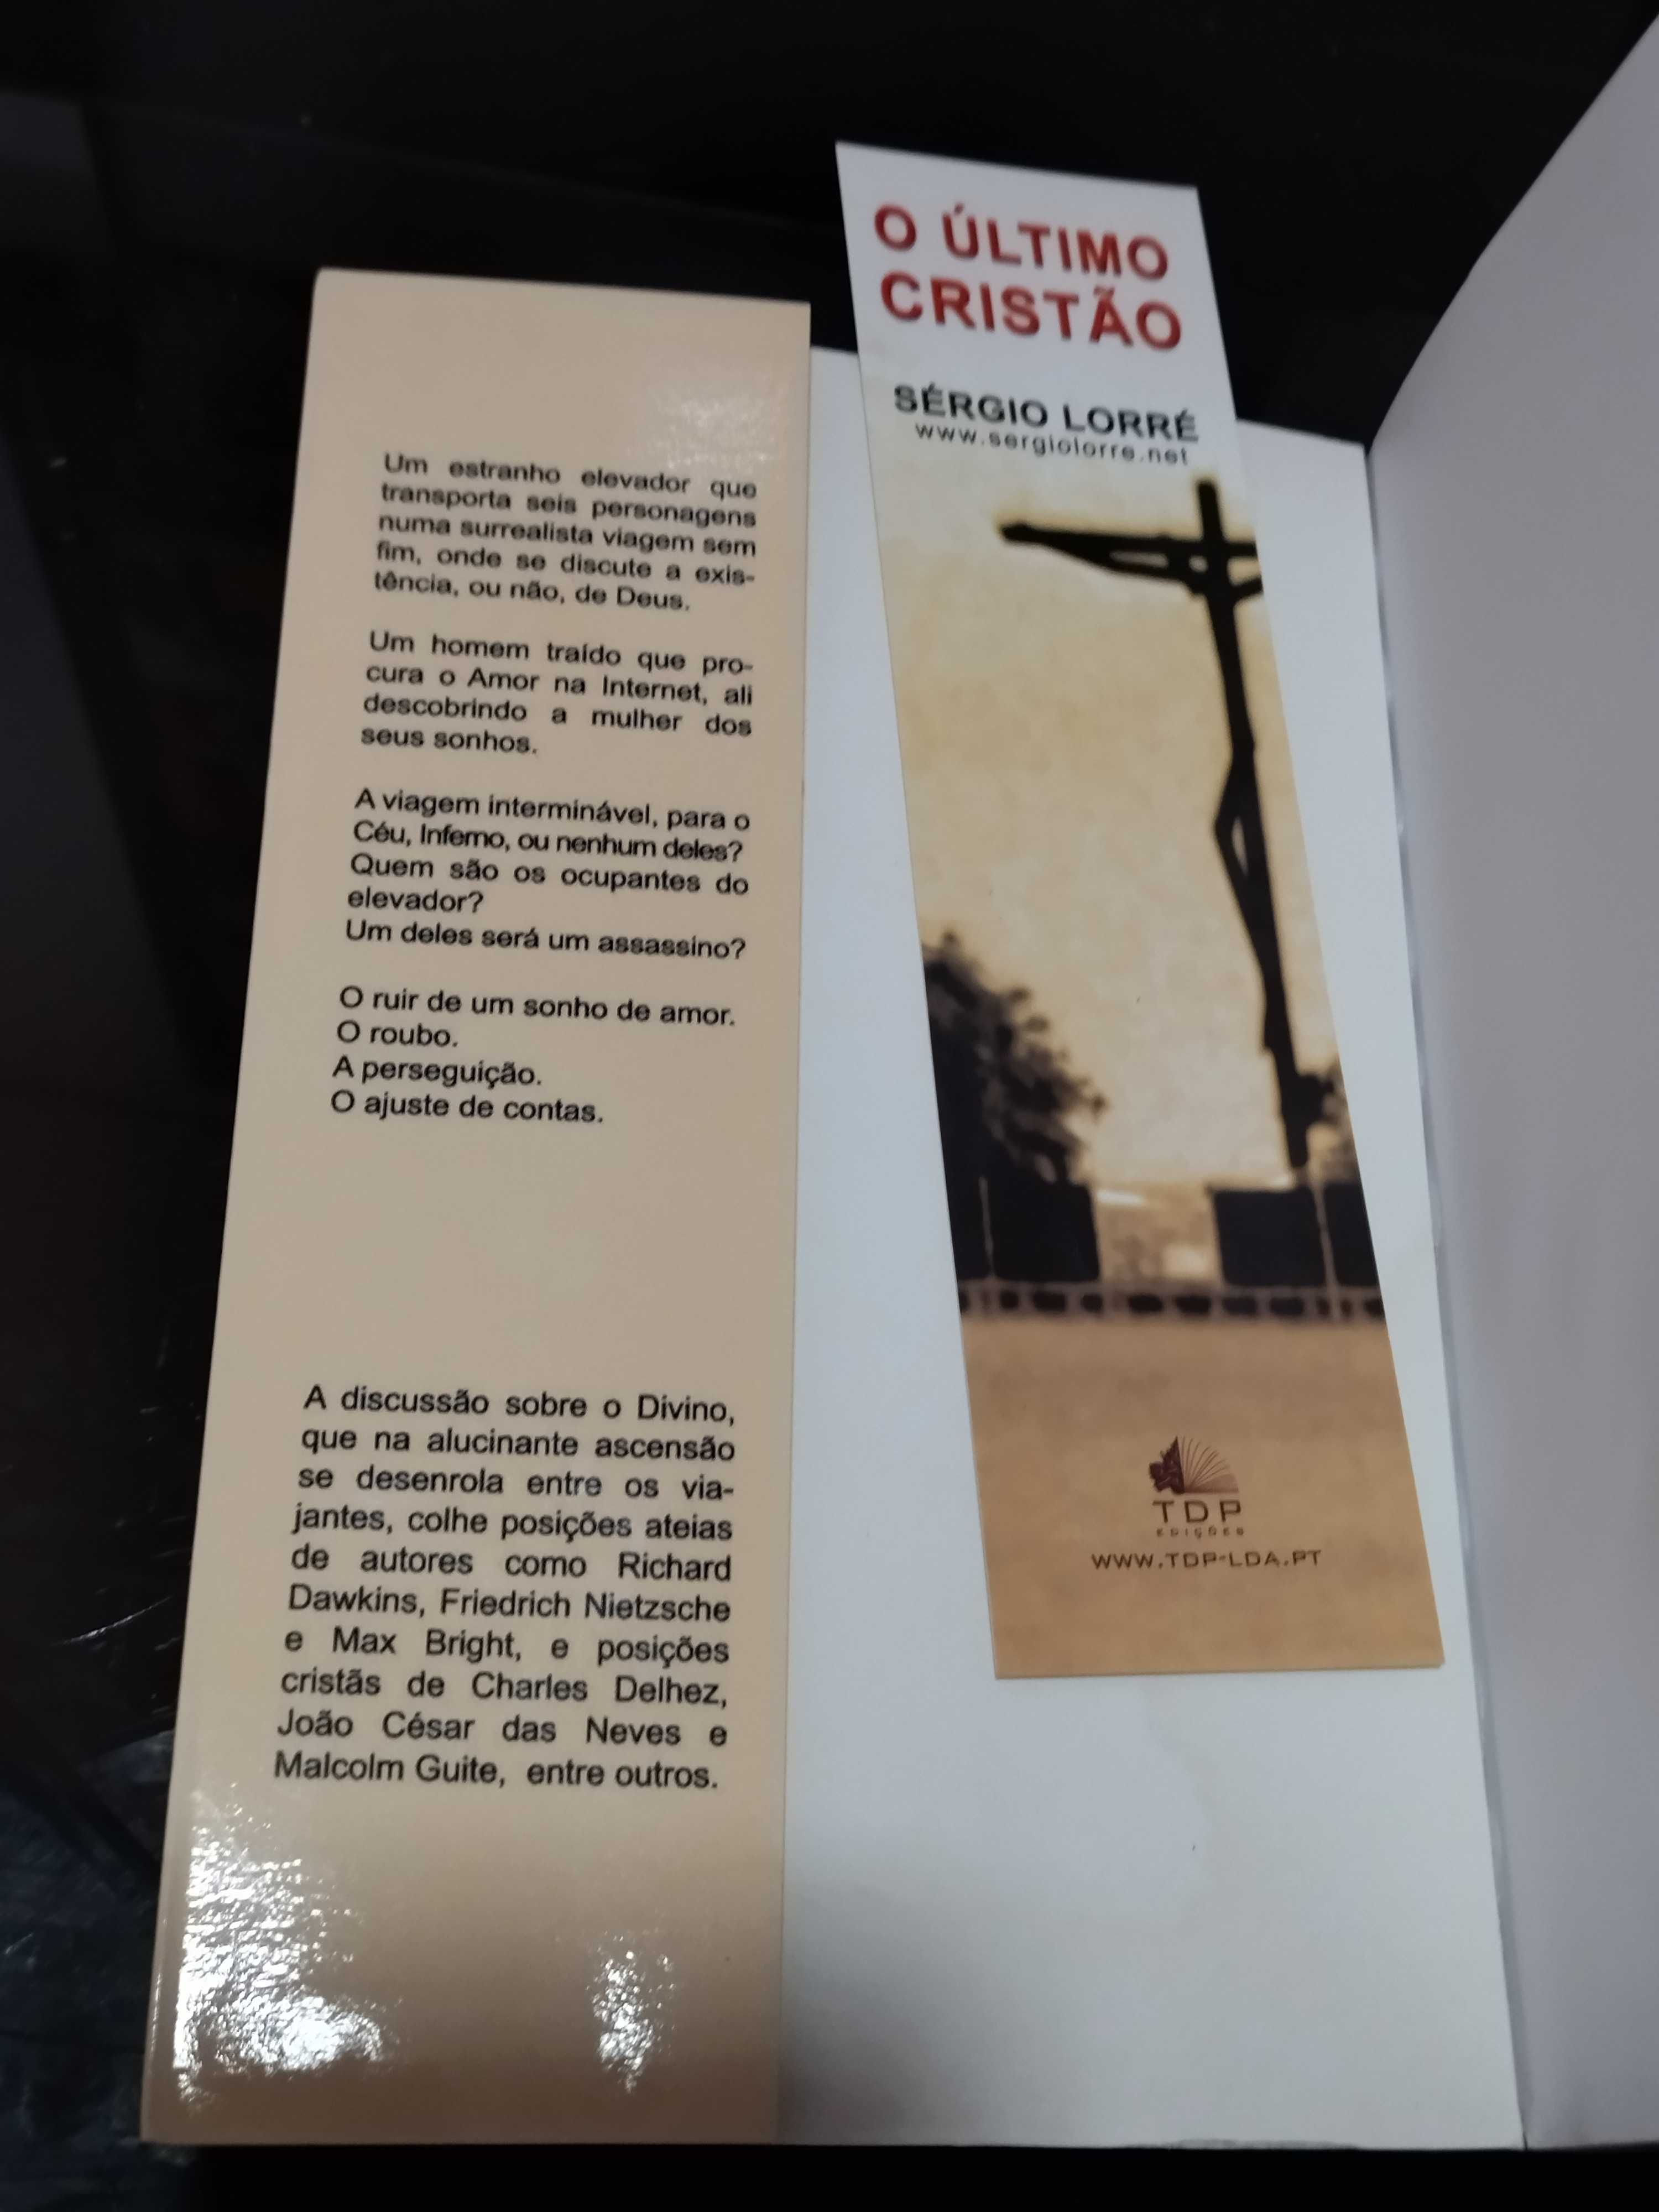 Um estranho elevador que
transporta seis personagens
numa surrealista viagem sem
fim, onde se discute a exis-
tência, ou não, de Deus.
Um homem traído que pro-
cura o Amor na Internet, ali
descobrindo a mulher dos
seus sonhos.
A viagem interminável, para o
Céu, Inferno, ou nenhum deles?
Quem são os ocupantes do
elevador?
Um deles será um assassino?
O ruir de um sonho de amor.
O roubo.
A perseguição.
O ajuste de contas.
A discussão sobre o Divino,
que na alucinante ascensão
se desenrola entre os via-
jantes, colhe posições ateias
de autores como Richard
Dawkins, Friedrich Nietzsche
e Max Bright, e posições
cristãs de Charles Delhez,
João César das Neves e
Malcolm Guite, entre outros.
O ÚLTIMO
CRISTÃO
SÉRGIO LORRÉ
www.sergiolorre.net
TDP
EDIÇÕES
WWW.TDP-LDA.PT